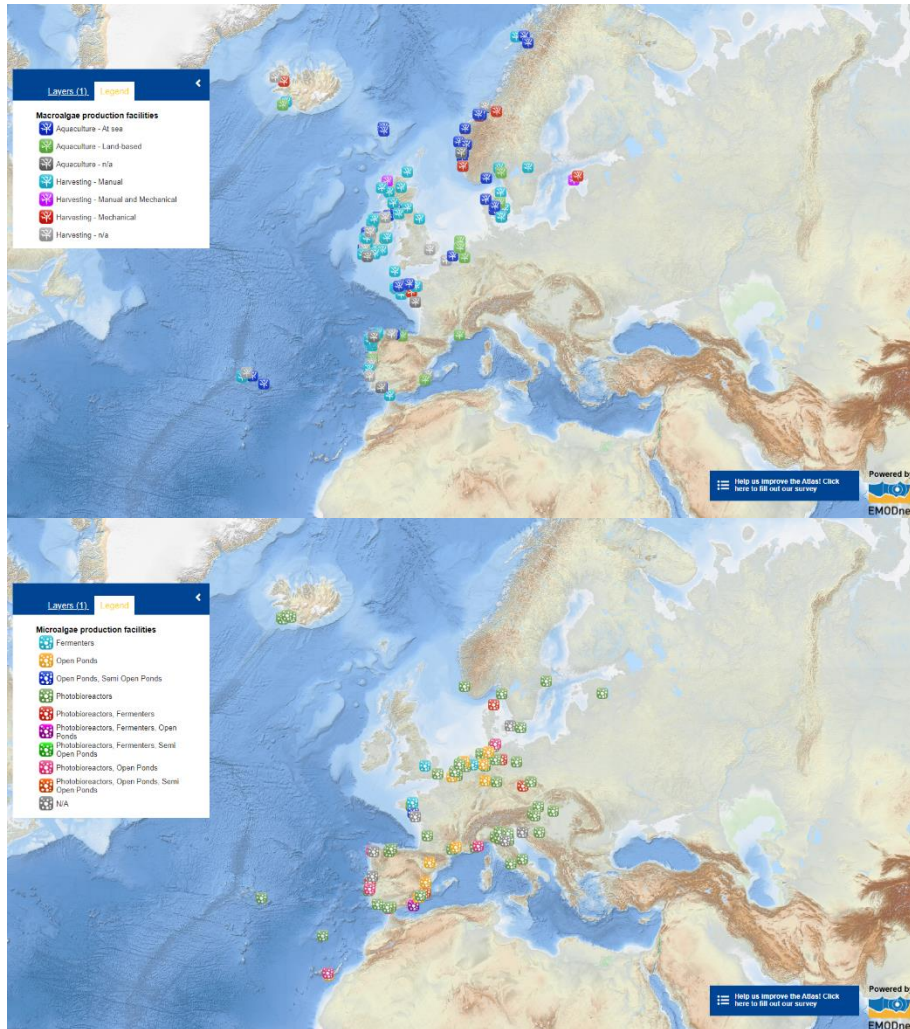 Layers (1) Legend
Macroalgae production facilities
Aquaculture - At sea
Aquaculture - Land-based
Aquaculture - n/a
Harvesting - Manual
Harvesting - Manual and Mechanical
Harvesting - Mechanical
Harvesting - n/a
Help us improve the Atlas! Click
here to fill out our survey
Powered by
EMODne
Layers (1) Legend
Microalgae production facilities
Fermenters
Open Ponds
Open Ponds, Semi Open Ponds
Photobioreactors
Photobioreactors, Fermenters
Photobioreactors, Fermenters, Open
Ponds
Photobioreactors, Fermenters, Semi
Open Ponds
Photobioreactors, Open Ponds
Photobioreactors, Open Ponds, Semi
Open Ponds
N/A
Help us improve the Atlas! Click
here to fill out our survey
Powered by
EMODne